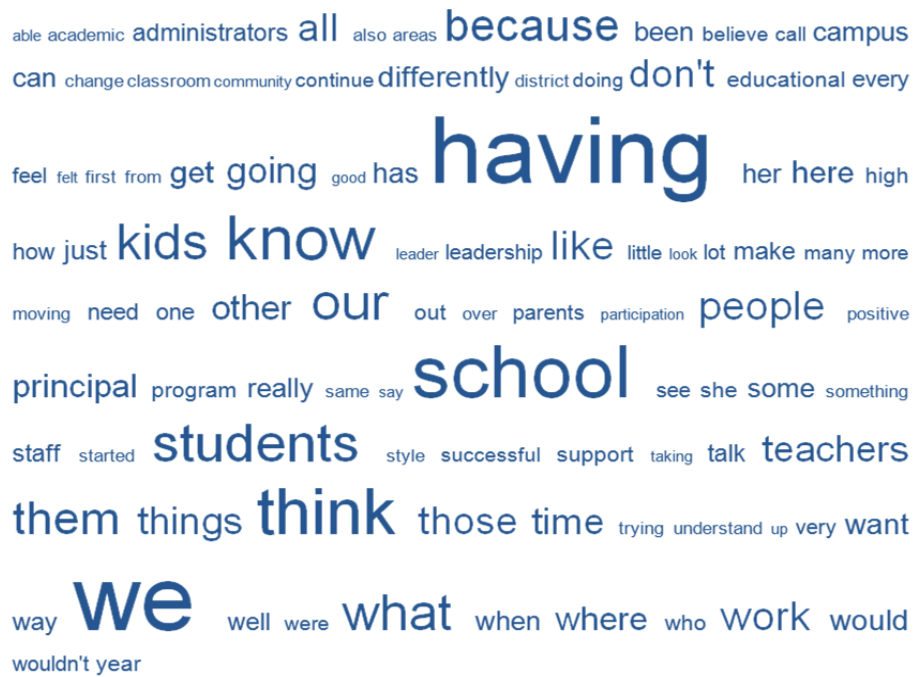 able academic administrators all also areas because been believe call campus
can change classroom community continue differently district doing don't educational every
feel felt first from get going good has having her here high
how just kids know leader leadership like little look lot make many more
moving need one other our out over parents participation people positive
principal program really same say school see she some something
staff started students style successful support taking talk teachers
them things think those time trying understand up very want
way we well were what when where who work would
wouldn't year